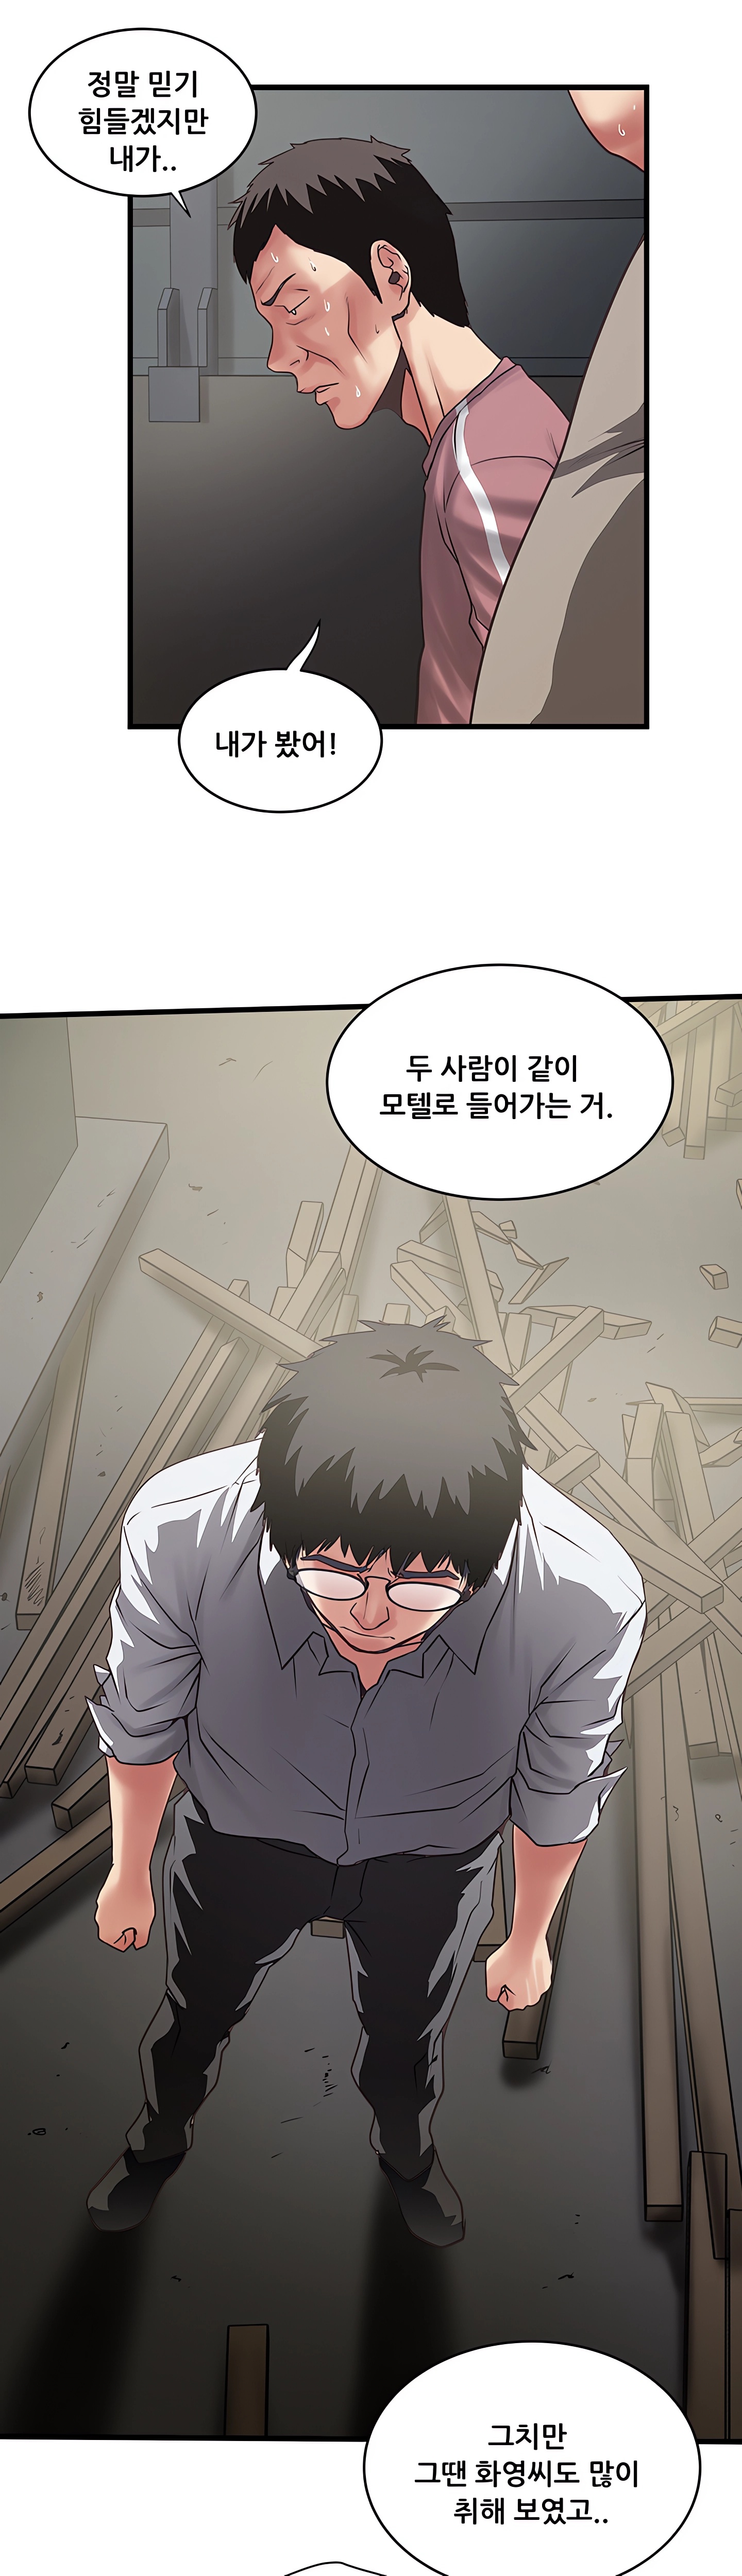 정말 믿기
힘들겠지만
내가..
내가 봤어!
두 사람이 같이
모텔로 들어가는 거.
그치만
그땐 화영씨도 많이
취해 보였고..